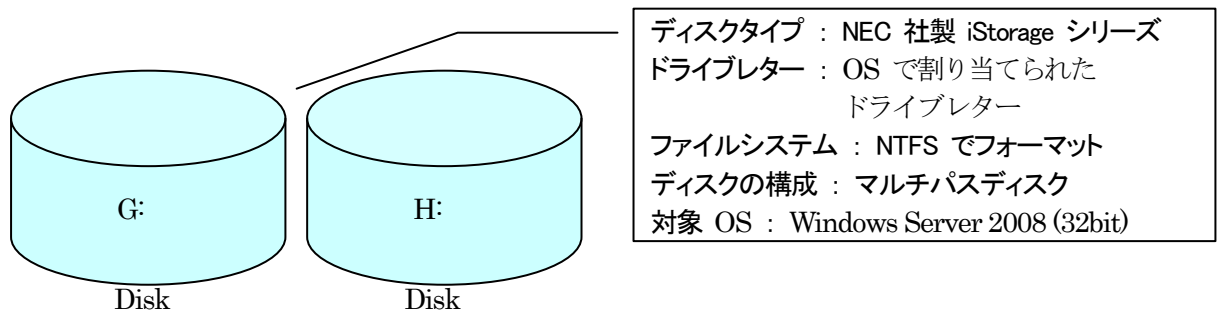 ディスクタイプ : NEC 社製 iStorage シリーズ
ドライブレター : OS で割り当てられた
ドライブレター
ファイルシステム : NTFS でフォーマット
ディスクの構成 : マルチパスディスク
対象 OS : Windows Server 2008 (32bit)
G:
H:
Disk
Disk